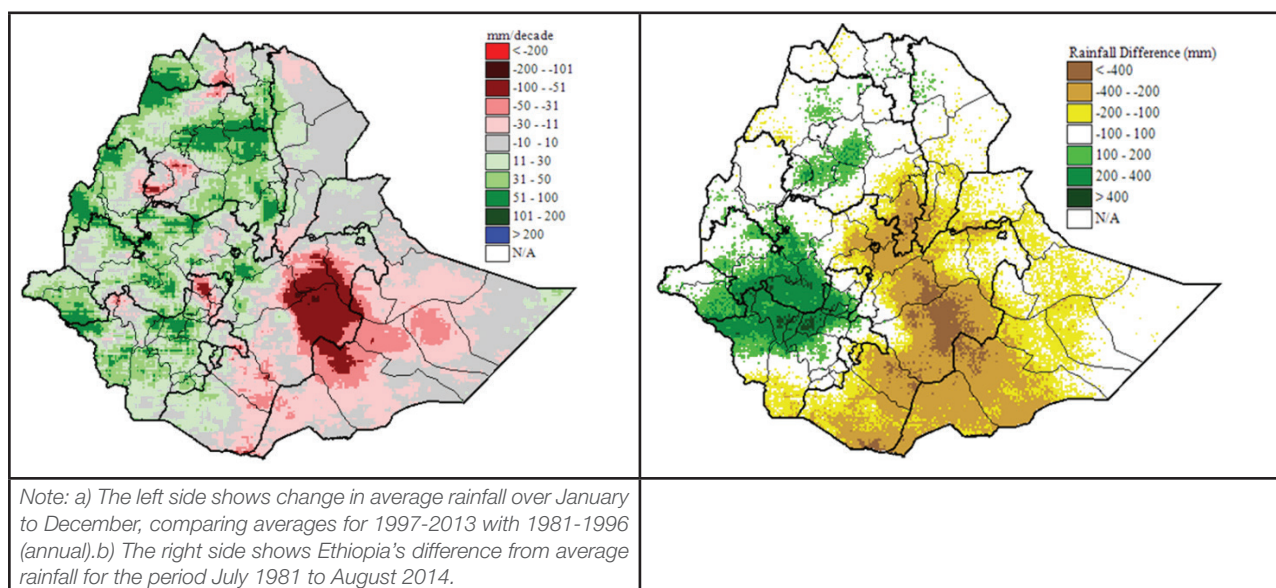 mm/decade
< -200
-200 - -101
-100 - -51
-50 - -31
-30 - -11
-10 - 10
11 - 30
31 - 50
51 - 100
101 - 200
> 200
N/A
Rainfall Difference (mm)
< -400
-400 - -200
-200 - -100
-100 - 100
100 - 200
200 - 400
> 400
N/A
Note: a) The left side shows change in average rainfall over January
to December, comparing averages for 1997-2013 with 1981-1996
(annual).b) The right side shows Ethiopia's difference from average
rainfall for the period July 1981 to August 2014.